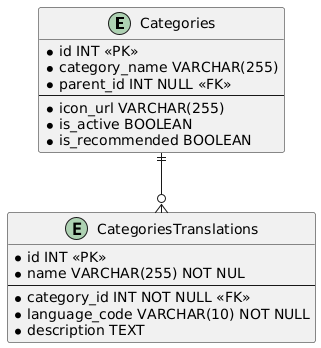 E Categories
id INT «PK»
category_name VARCHAR(255)
parent_id INT NULL «FK»
icon_url VARCHAR(255)
is_active BOOLEAN
is_recommended BOOLEAN
E CategoriesTranslations
id INT «PK»
name VARCHAR(255) NOT NUL
category_id INT NOT NULL «FK»
language_code VARCHAR(10) NOT NULL
description TEXT